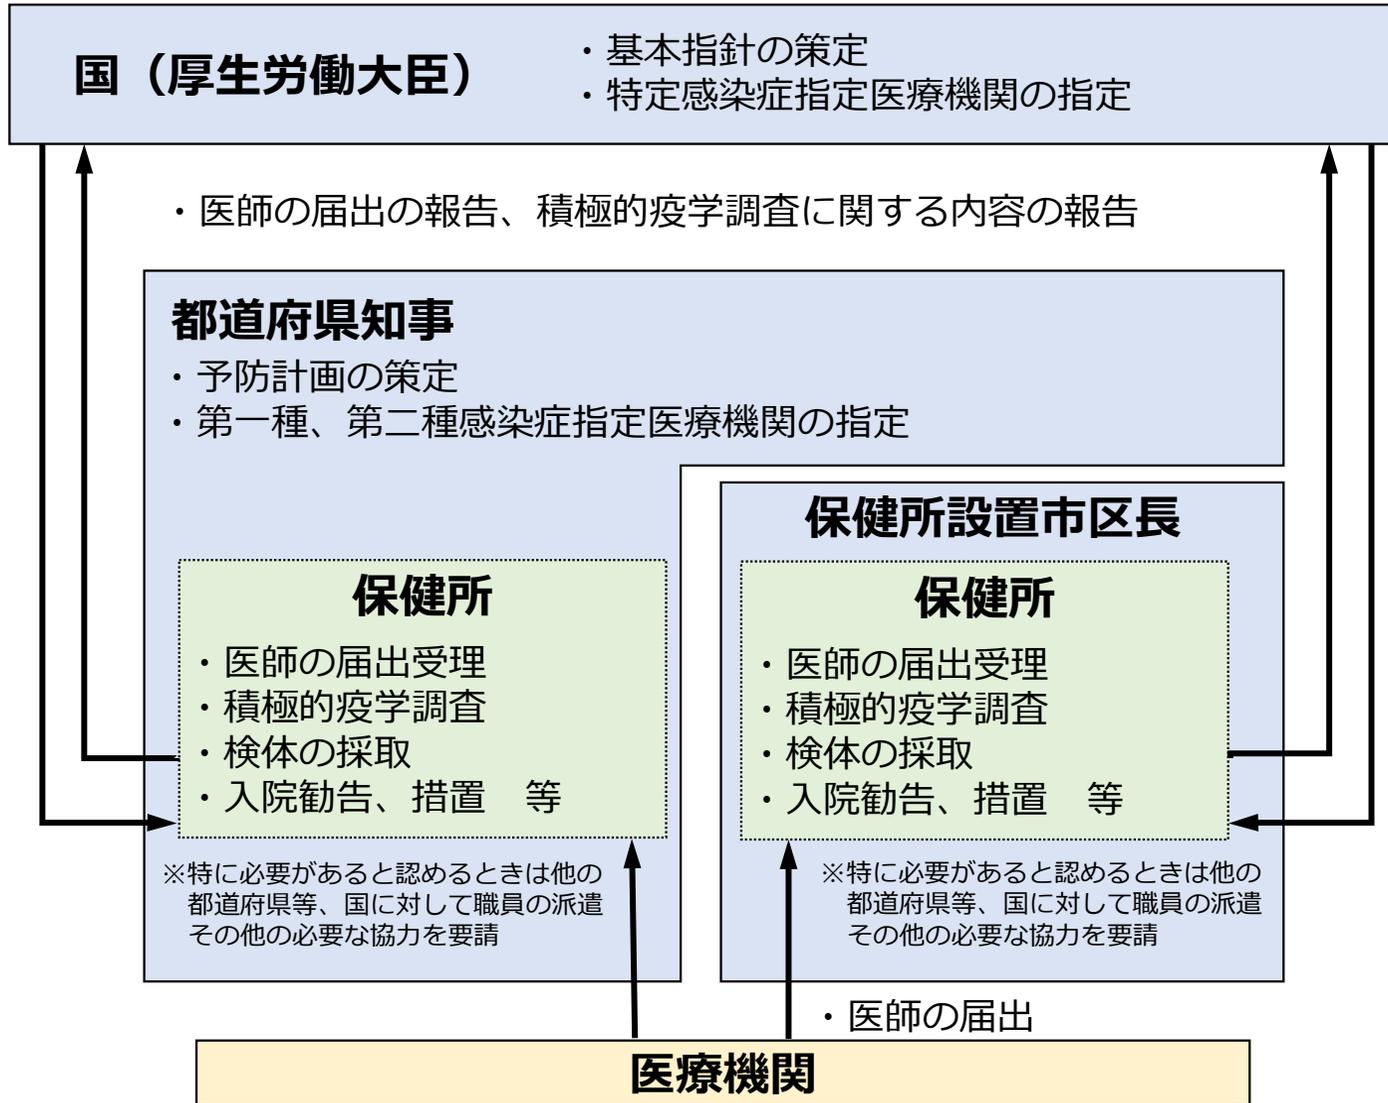 国（厚生労働大臣）
・基本指針の策定
・特定感染症指定医療機関の指定
・医師の届出の報告、積極的疫学調査に関する内容の報告
都道府県知事
・予防計画の策定
・第一種、第二種感染症指定医療機関の指定
保健所
・医師の届出受理
・積極的疫学調査
・検体の採取
・入院勧告、措置　等
※特に必要があると認めるときは他の
都道府県等、国に対して職員の派遣
その他の必要な協力を要請
保健所設置市区長
保健所
・医師の届出受理
・積極的疫学調査
・検体の採取
・入院勧告、措置　等
※特に必要があると認めるときは他の
都道府県等、国に対して職員の派遣
その他の必要な協力を要請
・医師の届出
医療機関